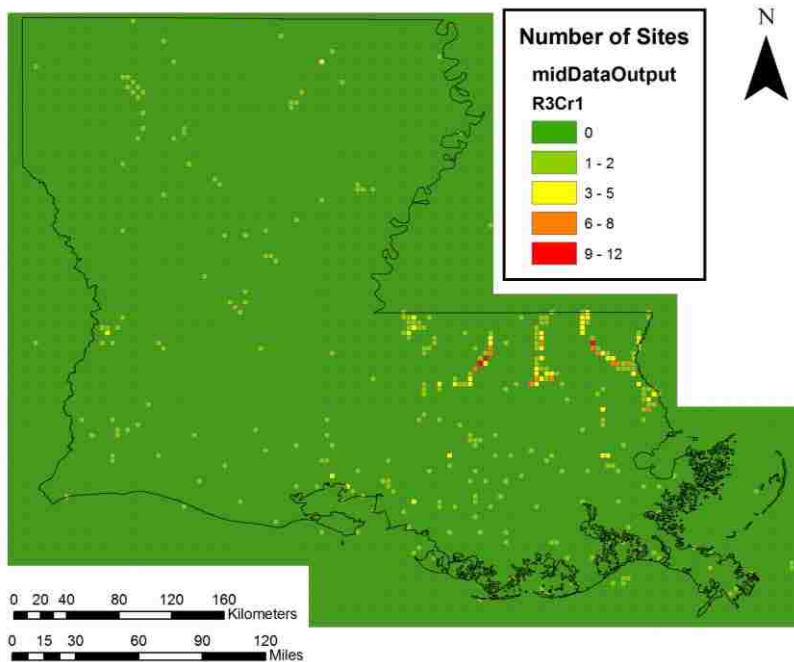 N
Number of Sites
midDataOutput
R3Cr1
0
1 - 2
3 - 5
6 - 8
9 - 12
0 20 40 80 120 160
Kilometers
0 15 30 60 90 120
Miles